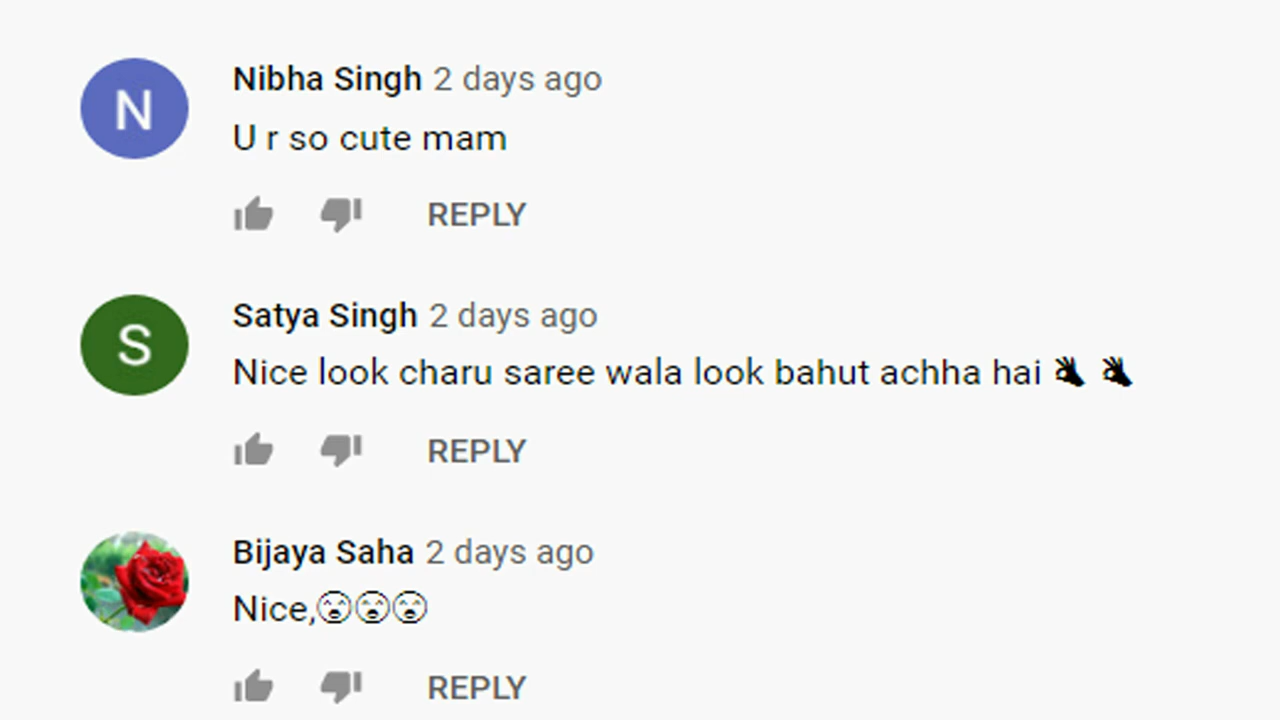 N
Nibha Singh 2 days ago
U r so cute mam
REPLY
S
Satya Singh 2 days ago
Nice look charu saree wala look bahut achha hai 👌 👌
REPLY
Bijaya Saha 2 days ago
Nice,😮😮😮
REPLY